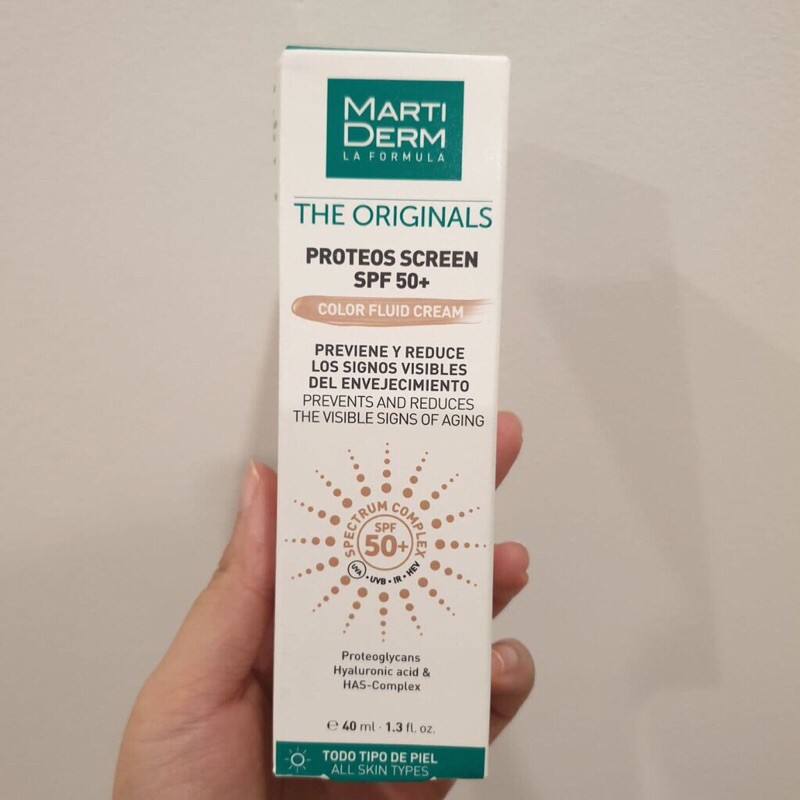 MARTI
DERM
LA FORMULA
THE ORIGINALS
PROTEOS SCREEN
SPF 50+
COLOR FLUID CREAM
PREVIENE Y REDUCE
LOS SIGNOS VISIBLES
DEL ENVEJECIMIENTO
PREVENTS AND REDUCES
THE VISIBLE SIGNS OF AGING
SPECTRUM COMPLEX
SPF
50+
UVA • UVB • IR • HEV
Proteoglycans
Hyaluronic acid &
HAS-Complex
℮ 40 ml · 1.3 fl. oz.
TODO TIPO DE PIEL
ALL SKIN TYPES